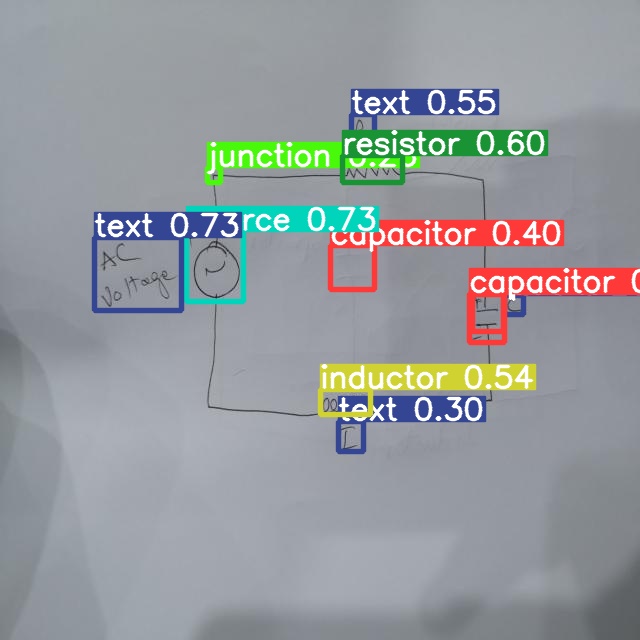 text 0.55
resistor 0.60
junction 0.25
text 0.73
rce 0.73
capacitor 0.40
capacitor 0
AC
Voltage
inductor 0.54
text 0.30